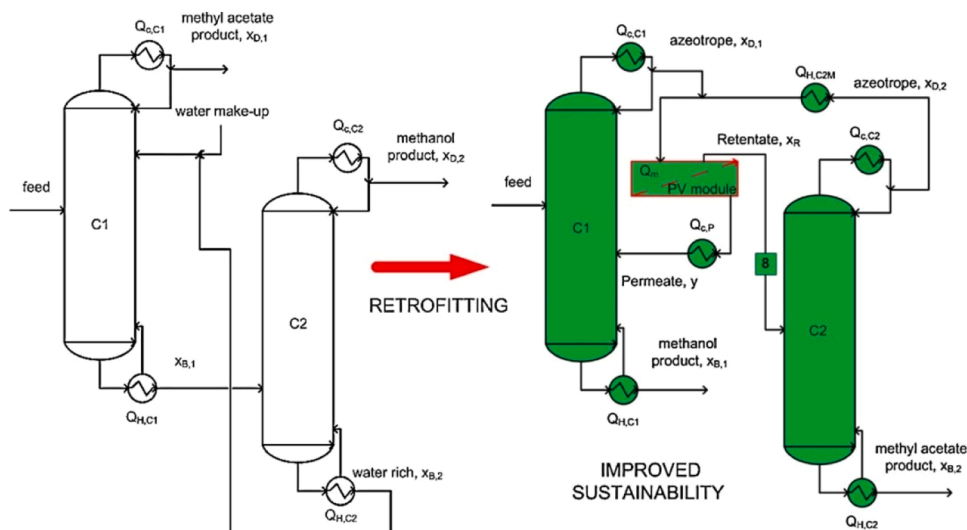 methyl acetate
product, x_D,1
Q_c,C1
water make-up
feed
C1
Q_c,C2
methanol
product, x_D,2
C2
x_B,1
Q_H,C1
water rich, x_B,2
Q_H,C2
RETROFITTING
Q_c,C1
azeotrope, x_D,1
Q_H,C2M
azeotrope, x_D,2
Retentate, x_R
Q_c,C2
Q_m
PV module
feed
C1
Q_c,P
Permeate, y
8
C2
methanol
product, x_B,1
Q_H,C1
IMPROVED
SUSTAINABILITY
methyl acetate
product, x_B,2
Q_H,C2